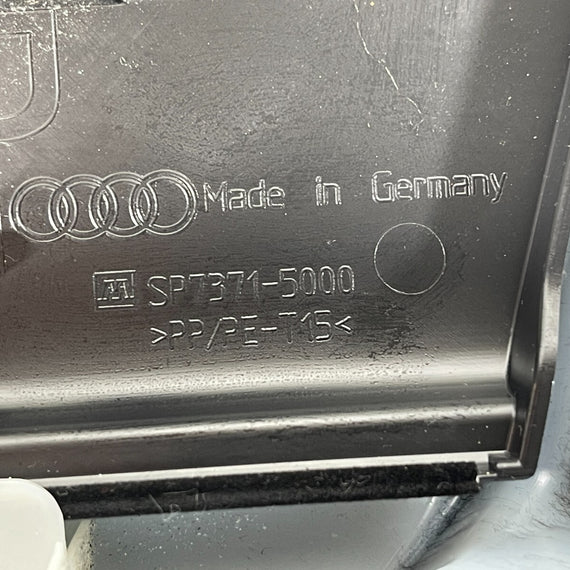 Made in Germany
SP7371-5000
>PP/PE-T15<